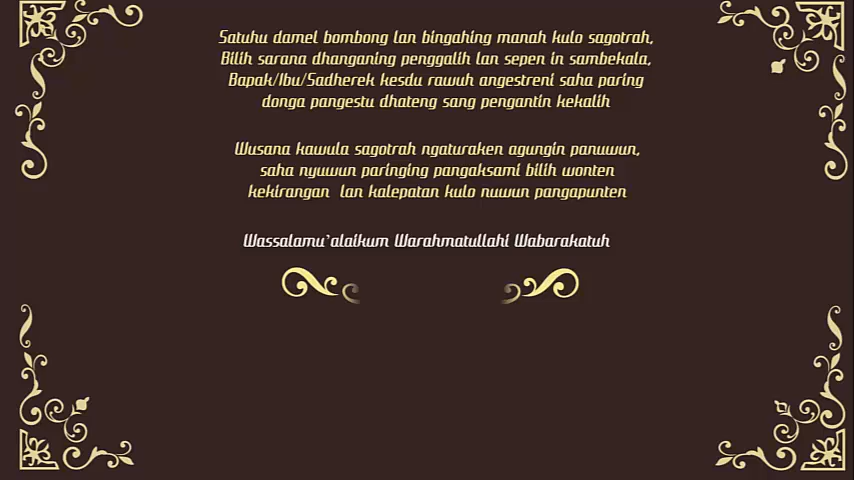 Satuhu damel bombong lan bingahing manah kulo sagotrah,
Bilih sarana dhanganing penggalih lan sepen in sambekala,
Bapak/Ibu/Sadherek kesdu rawuh angestreni saha paring
donga pangestu dhateng sang pengantin kekalih
Wusana kawula sagotrah ngaturaken agungin panuwun,
saha nyuwun paringing pangaksami bilih wonten
kekirangan lan kalepatan kulo nuwun pangapunten
Wassalamu'alaikum Warahmatullahi Wabarakatuh